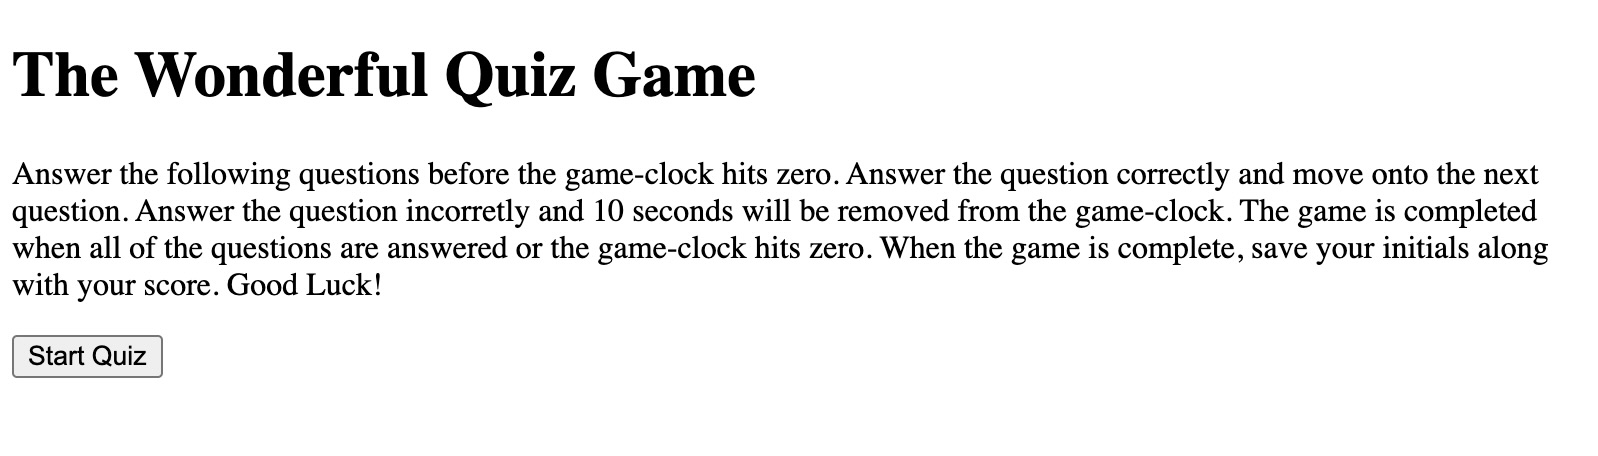 The Wonderful Quiz Game
Answer the following questions before the game-clock hits zero. Answer the question correctly and move onto the next
question. Answer the question incorretly and 10 seconds will be removed from the game-clock. The game is completed
when all of the questions are answered or the game-clock hits zero. When the game is complete, save your initials along
with your score. Good Luck!
Start Quiz